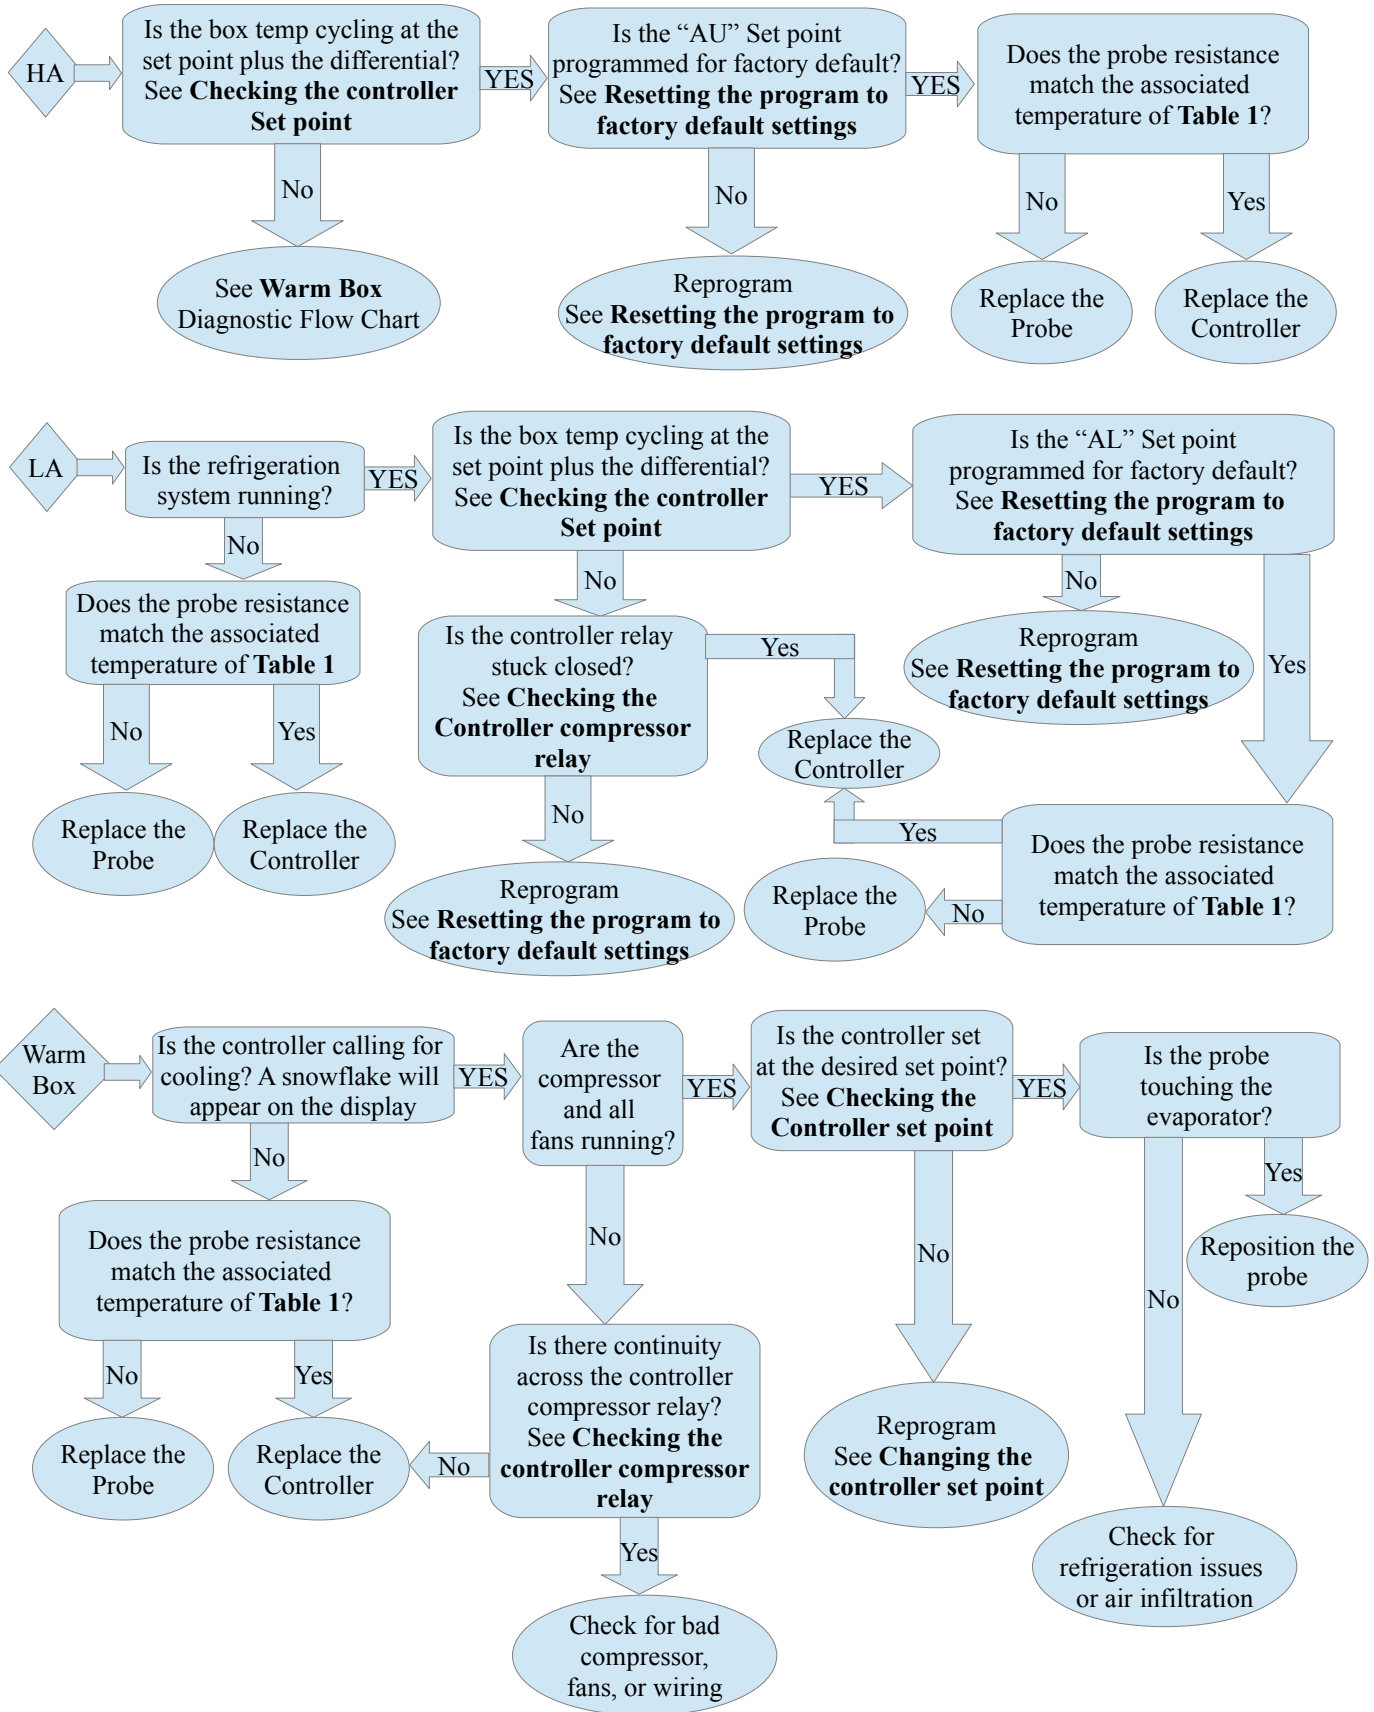 HA
Is the box temp cycling at the
set point plus the differential?
See Checking the controller
Set point
YES
Is the “AU” Set point
programmed for factory default?
See Resetting the program to
factory default settings
YES
Does the probe resistance
match the associated
temperature of Table 1?
No
No
No
Yes
See Warm Box
Diagnostic Flow Chart
Reprogram
See Resetting the program to
factory default settings
Replace the
Probe
Replace the
Controller
LA
Is the refrigeration
system running?
YES
Is the box temp cycling at the
set point plus the differential?
See Checking the controller
Set point
YES
Is the “AL” Set point
programmed for factory default?
See Resetting the program to
factory default settings
No
No
No
Yes
Does the probe resistance
match the associated
temperature of Table 1
Is the controller relay
stuck closed?
See Checking the
Controller compressor
relay
Yes
Reprogram
See Resetting the program to
factory default settings
No
Yes
Replace the
Controller
No
Yes
Replace the
Probe
Replace the
Controller
Does the probe resistance
match the associated
temperature of Table 1?
No
Replace the
Probe
Reprogram
See Resetting the program to
factory default settings
Warm
Box
Is the controller calling for
cooling? A snowflake will
appear on the display
YES
Are the
compressor
and all
fans running?
YES
Is the controller set
at the desired set point?
See Checking the
Controller set point
YES
Is the probe
touching the
evaporator?
No
No
No
No
Yes
Does the probe resistance
match the associated
temperature of Table 1?
Reposition the
probe
No
Yes
Is there continuity
across the controller
compressor relay?
See Checking the
controller compressor
relay
Replace the
Probe
Replace the
Controller
No
Reprogram
See Changing the
controller set point
Yes
Check for
refrigeration issues
or air infiltration
Check for bad
compressor,
fans, or wiring